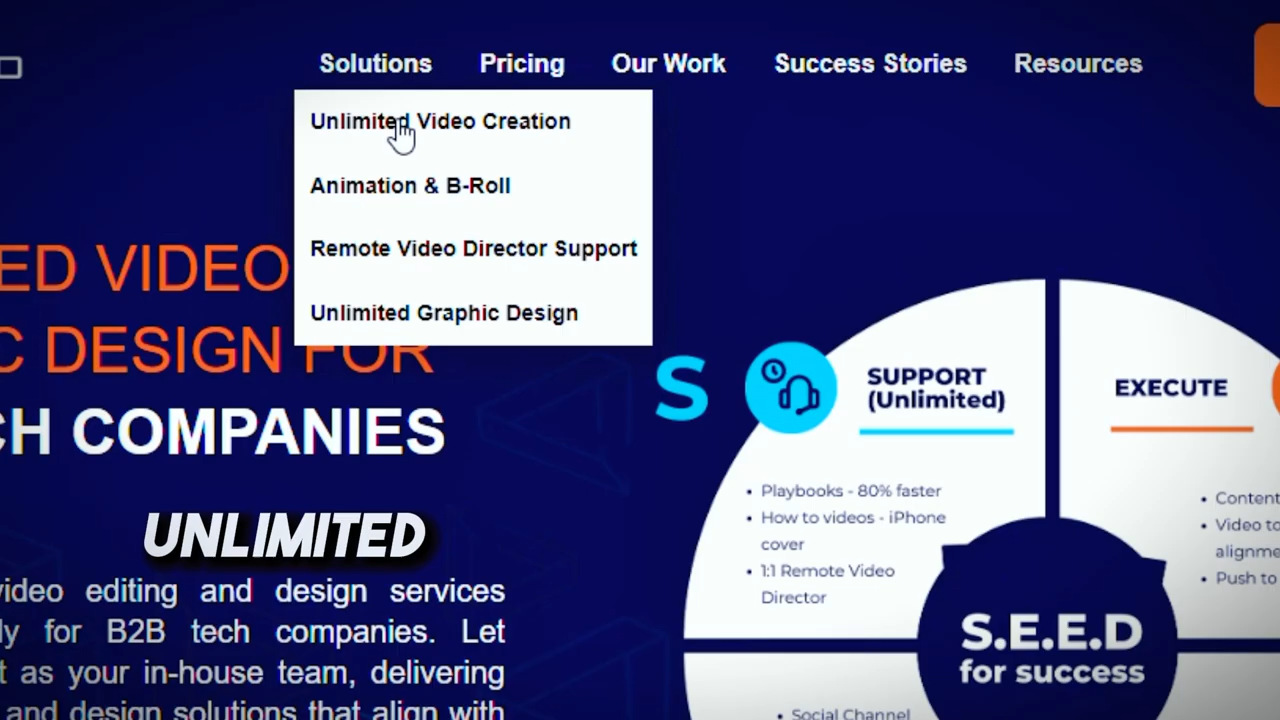 Solutions Pricing Our Work Success Stories Resources
Unlimited Video Creation
Animation & B-Roll
Remote Video Director Support
Unlimited Graphic Design
ED VIDEO
C DESIGN FOR
CH COMPANIES
UNLIMITED
video editing and design services
ly for B2B tech companies. Let
t as your in-house team, delivering
and design solutions that align with
S
SUPPORT
(Unlimited)
Playbooks - 80% faster
How to videos - iPhone
cover
1:1 Remote Video
Director
EXECUTE
Content
Video to
alignme
Push to
S.E.E.D
for success
Social Channel